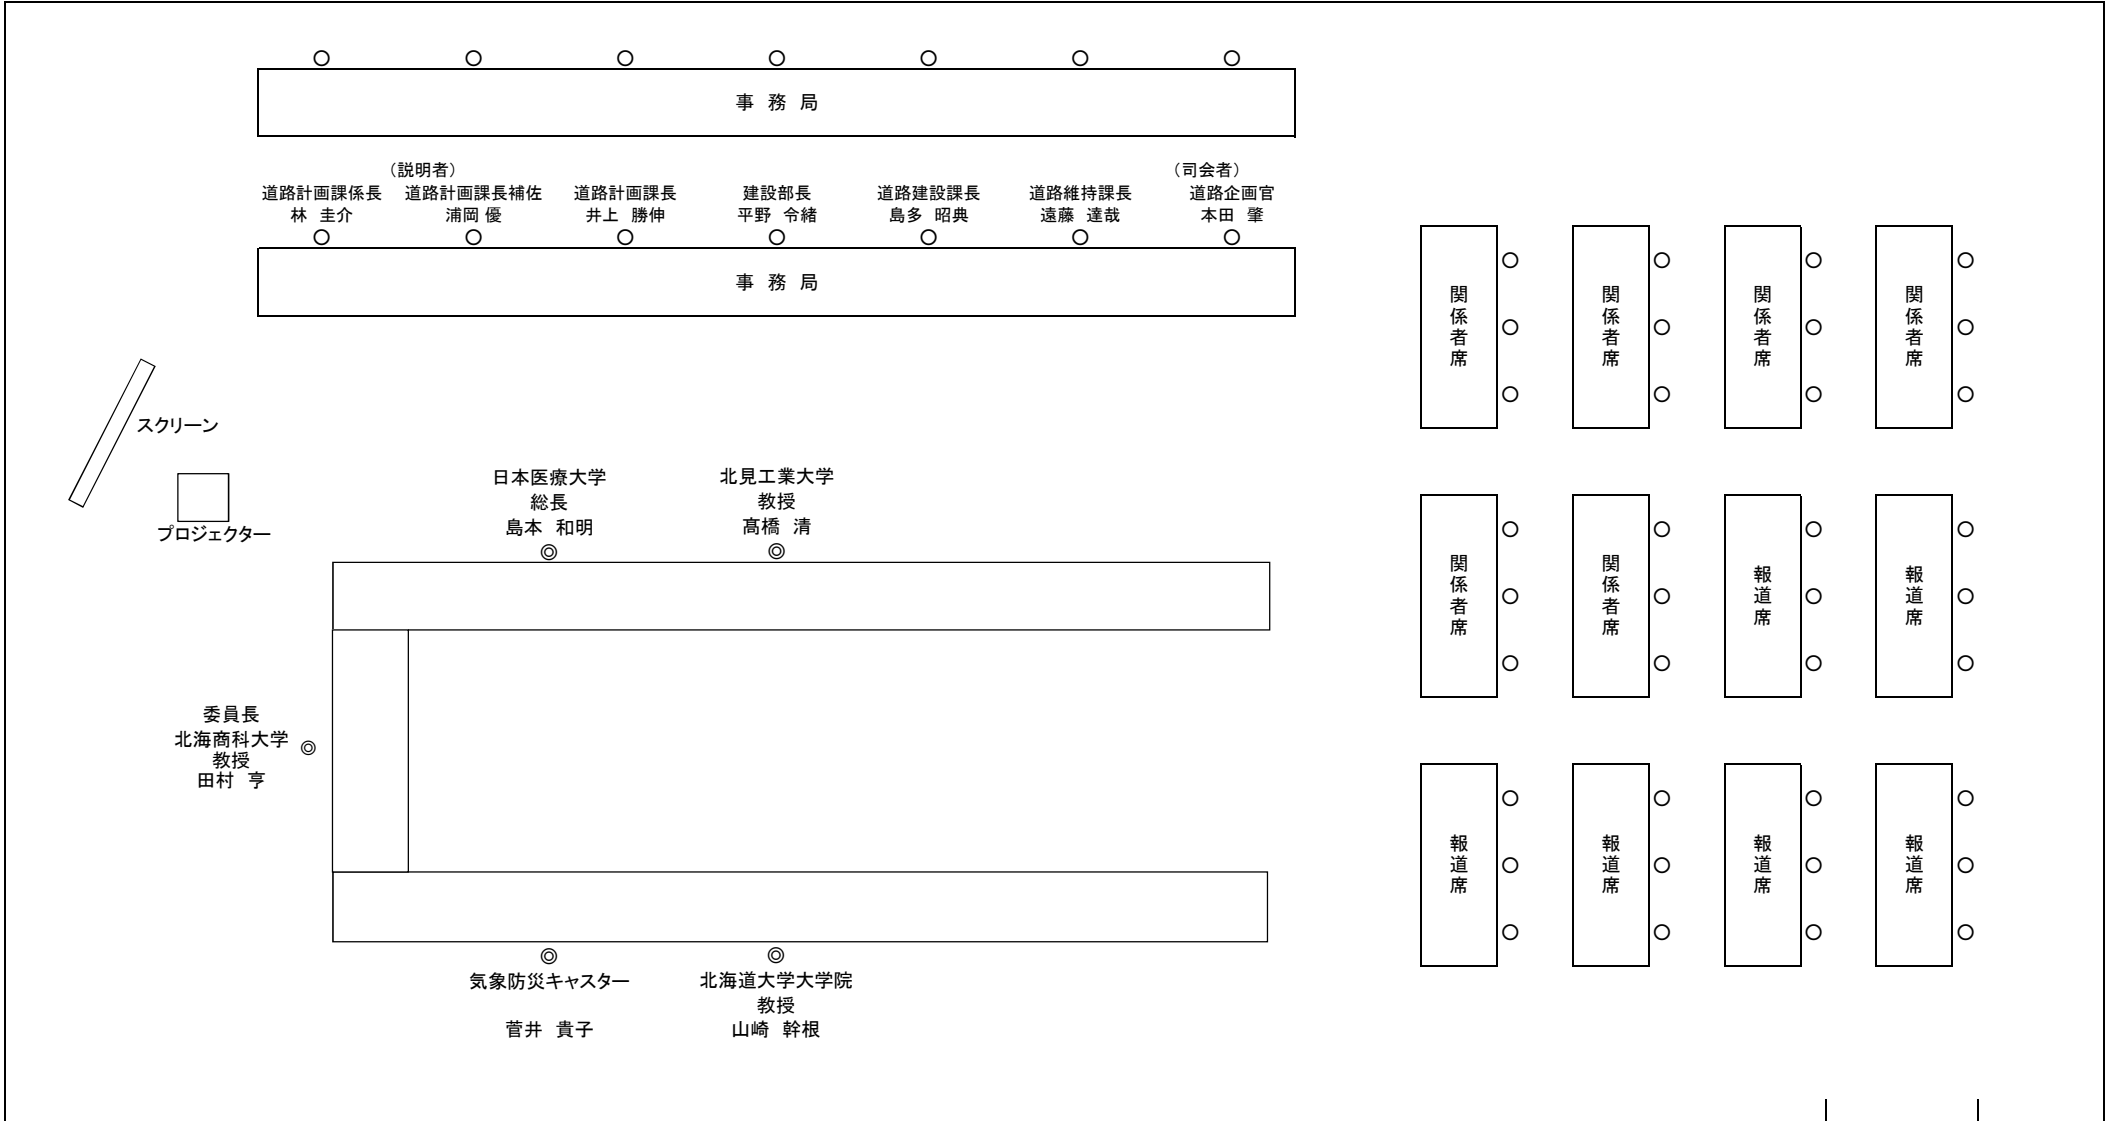 事 務 局
（説明者）
（司会者）
道路計画課係長
林 圭介
道路計画課長補佐
浦岡 優
道路計画課長
井上 勝伸
建設部長
平野 令緒
道路建設課長
島多 昭典
道路維持課長
遠藤 達哉
道路企画官
本田 肇
事 務 局
関係者席
関係者席
関係者席
関係者席
スクリーン
プロジェクター
日本医療大学
総長
島本 和明
北見工業大学
教授
髙橋 清
関係者席
関係者席
報道席
報道席
委員長
北海商科大学
教授
田村 亨
報道席
報道席
報道席
報道席
気象防災キャスター
菅井 貴子
北海道大学大学院
教授
山崎 幹根